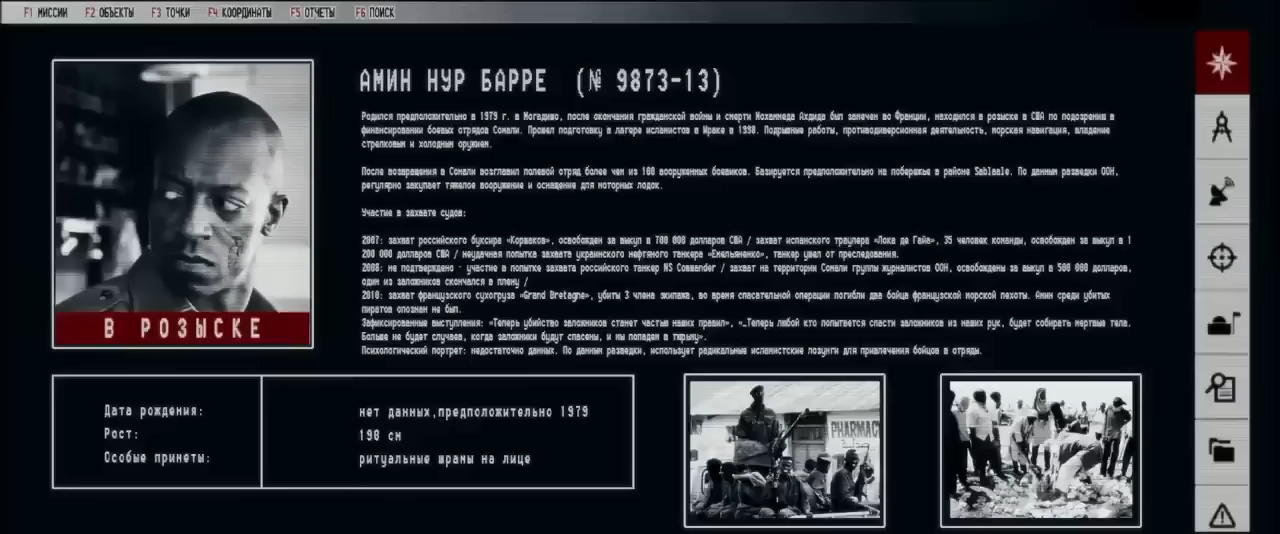 F1 МИССИИ F2 ОБЪЕКТЫ F3 ТОЧКИ F4 КООРДИНАТЫ F5 ОТЧЕТЫ F6 ПОИСК
АМИН НУР БАРРЕ (№ 9873-13)
Родился предположительно в 1979 г. в Могадишо, после окончания гражданской войны и смерти Мохаммеда Айдида был замечен во Франции, находился в розыске в США по подозрению в
финансировании боевых отрядов Сомали. Прошел подготовку в лагере исламистов в Ираке в 1998. Подрывные работы, противодиверсионная деятельность, морская навигация, владение
стрелковым и холодным оружием.
После возвращения в Сомали возглавил полевой отряд более чем из 100 вооруженных боевиков. Базируется предположительно на побережье в районе Sablaale. По данным разведки ООН,
регулярно закупает тяжелое вооружение и оснащение для моторных лодок.
Участие в захвате судов:
2007: захват российского буксира «Коршаков», освобожден за выкуп в 700 000 долларов США / захват испанского траулера «Лока де Гайа», 35 человек команды, освобожден за выкуп в 1
200 000 долларов США / неудачная попытка захвата украинского нефтяного танкера «Емельяненко», танкер ушел от преследования.
2008: не подтверждено - участие в попытке захвата российского танкер NS Commander / захват на территории Сомали группы журналистов ООН, освобождены за выкуп в 500 000 долларов,
один из заложников скончался в плену /
2010: захват французского сухогруза «Grand Bretagne», убиты 3 члена экипажа, во время спасательной операции погибли два бойца французской морской пехоты. Амин среди убитых
пиратов опознан не был.
Зафиксированные выступления: «Теперь убийство заложников станет частью наших правил», «…Теперь любой кто попытается спасти заложников из наших рук, будет собирать мертвые тела.
Больше не будет случаев, когда заложники будут спасены, и мы попадем в тюрьму».
Психологический портрет: недостаточно данных. По данным разведки, использует радикальные исламистские лозунги для привлечения бойцов в отряды.
В РОЗЫСКЕ
Дата рождения: нет данных,предположительно 1979
Рост: 190 см
Особые приметы: ритуальные шрамы на лице
PHARMAC